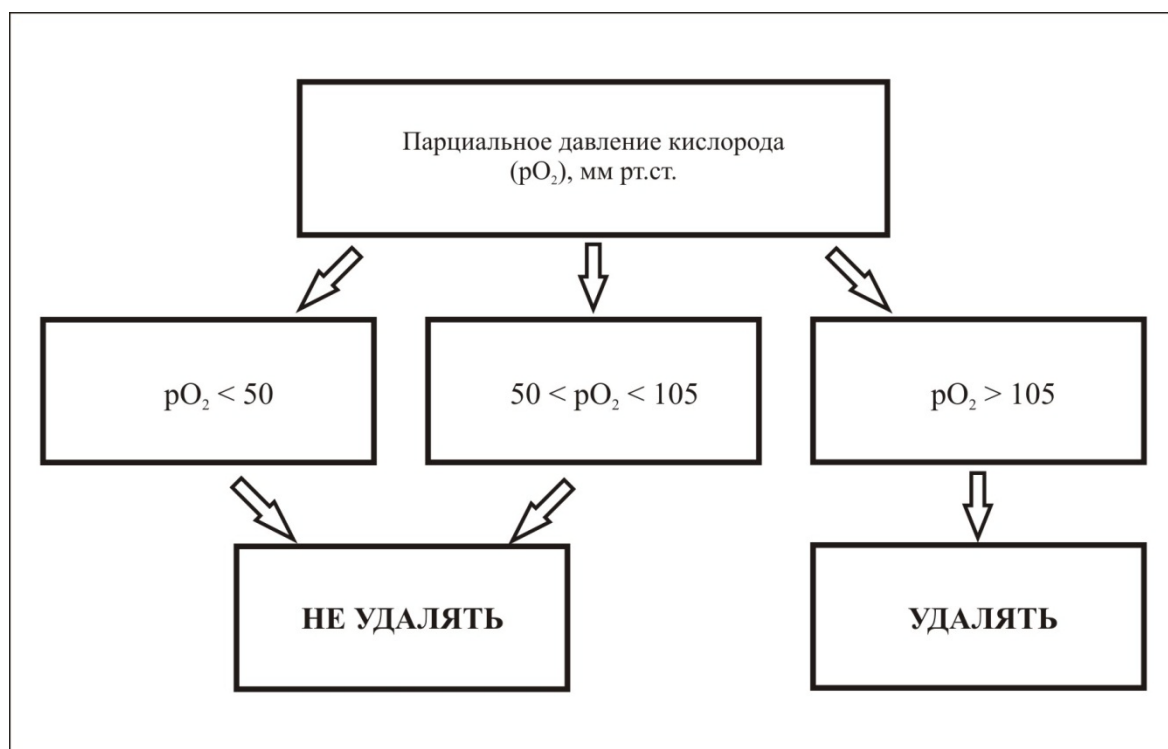 Парциальное давление кислорода
(pO₂), мм рт.ст.
pO₂ < 50
50 < pO₂ < 105
pO₂ > 105
НЕ УДАЛЯТЬ
УДАЛЯТЬ